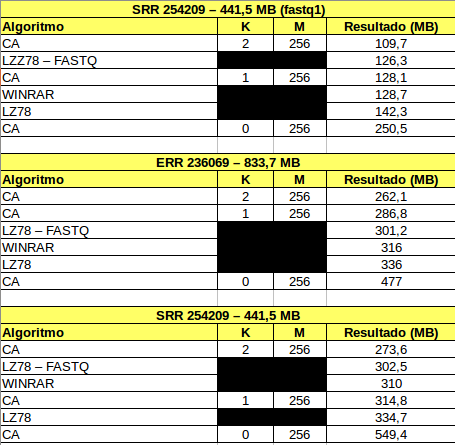 SRR 254209 – 441,5 MB (fastq1)
Algoritmo K M Resultado (MB)
CA 2 256 109,7
LZZ78 – FASTQ 126,3
CA 1 256 128,1
WINRAR 128,7
LZ78 142,3
CA 0 256 250,5
ERR 236069 – 833,7 MB
Algoritmo K M Resultado (MB)
CA 2 256 262,1
CA 1 256 286,8
LZ78 – FASTQ 301,2
WINRAR 316
LZ78 336
CA 0 256 477
SRR 254209 – 441,5 MB
Algoritmo K M Resultado (MB)
CA 2 256 273,6
LZ78 – FASTQ 302,5
WINRAR 310
CA 1 256 314,8
LZ78 334,7
CA 0 256 549,4